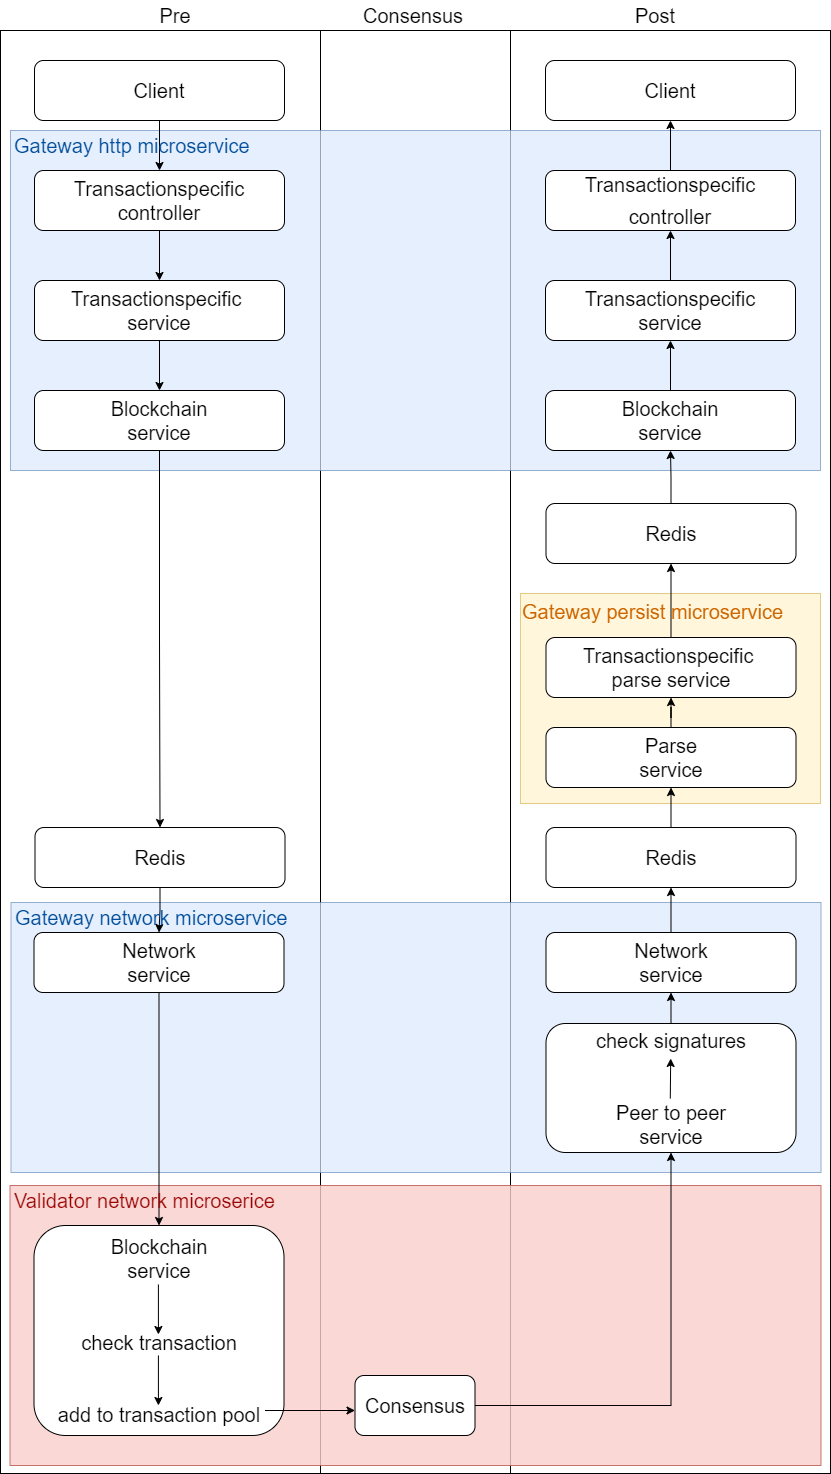 Pre
Consensus
Post
Client
Client
Gateway http microservice
Transactionspecific
controller
Transactionspecific
controller
Transactionspecific
service
Transactionspecific
service
Blockchain
service
Blockchain
service
Redis
Gateway persist microservice
Transactionspecific
parse service
Parse
service
Redis
Redis
Gateway network microservice
Network
service
Network
service
check signatures
Peer to peer
service
Validator network microserice
Blockchain
service
check transaction
add to transaction pool
Consensus